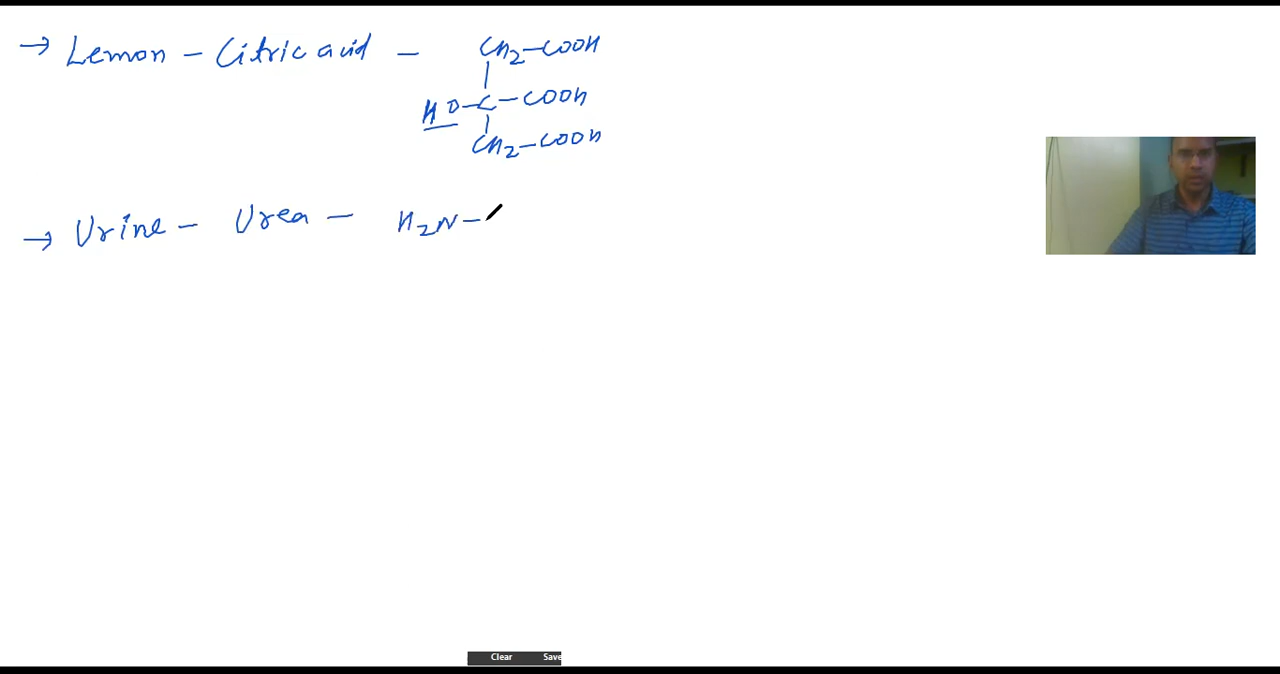 → Lemon - Citric acid - CH2-COOH
HO-C-COOH
CH2-COOH
→ Urine - Urea - H2N-
Clear Save